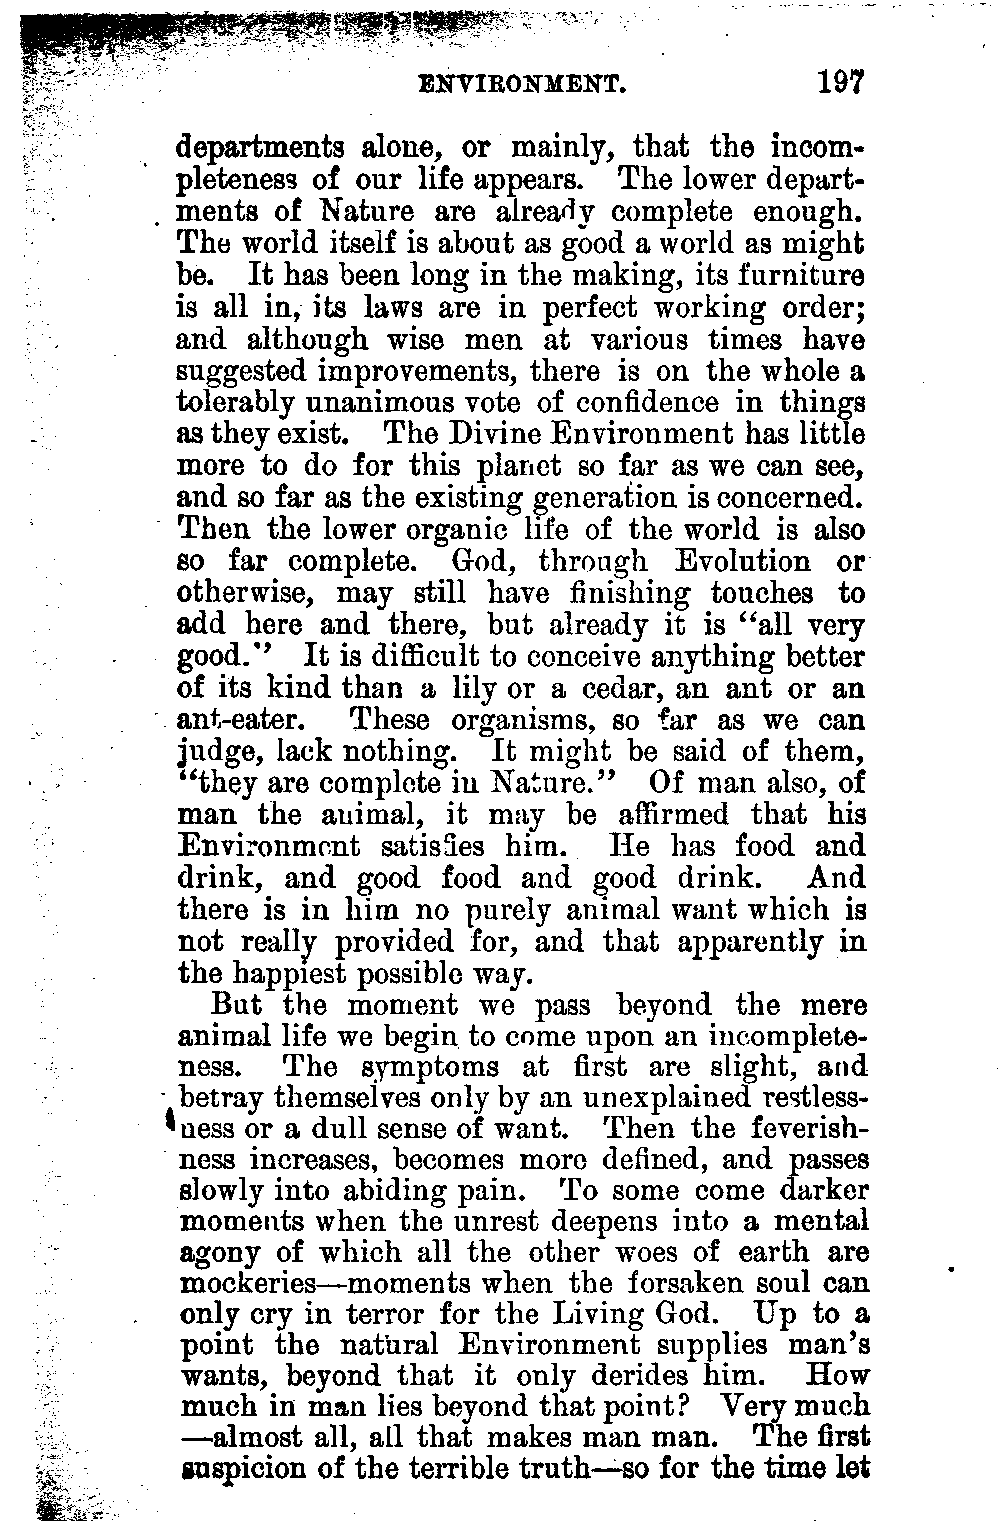 ENVIRONMENT. 197
departments alone, or mainly, that the incom-
pleteness of our life appears. The lower depart-
ments of Nature are already complete enough.
The world itself is about as good a world as might
be. It has been long in the making, its furniture
is all in, its laws are in perfect working order;
and although wise men at various times have
suggested improvements, there is on the whole a
tolerably unanimous vote of confidence in things
as they exist. The Divine Environment has little
more to do for this planet so far as we can see,
and so far as the existing generation is concerned.
Then the lower organic life of the world is also
so far complete. God, through Evolution or
otherwise, may still have finishing touches to
add here and there, but already it is “all very
good.” It is difficult to conceive anything better
of its kind than a lily or a cedar, an ant or an
ant-eater. These organisms, so far as we can
judge, lack nothing. It might be said of them,
“they are complete in Nature.” Of man also, of
man the animal, it may be affirmed that his
Environment satisfies him. He has food and
drink, and good food and good drink. And
there is in him no purely animal want which is
not really provided for, and that apparently in
the happiest possible way.
But the moment we pass beyond the mere
animal life we begin to come upon an incomplete-
ness. The symptoms at first are slight, and
betray themselves only by an unexplained restless-
ness or a dull sense of want. Then the feverish-
ness increases, becomes more defined, and passes
slowly into abiding pain. To some come darker
moments when the unrest deepens into a mental
agony of which all the other woes of earth are
mockeries—moments when the forsaken soul can
only cry in terror for the Living God. Up to a
point the natural Environment supplies man’s
wants, beyond that it only derides him. How
much in man lies beyond that point? Very much
—almost all, all that makes man man. The first
suspicion of the terrible truth—so for the time let